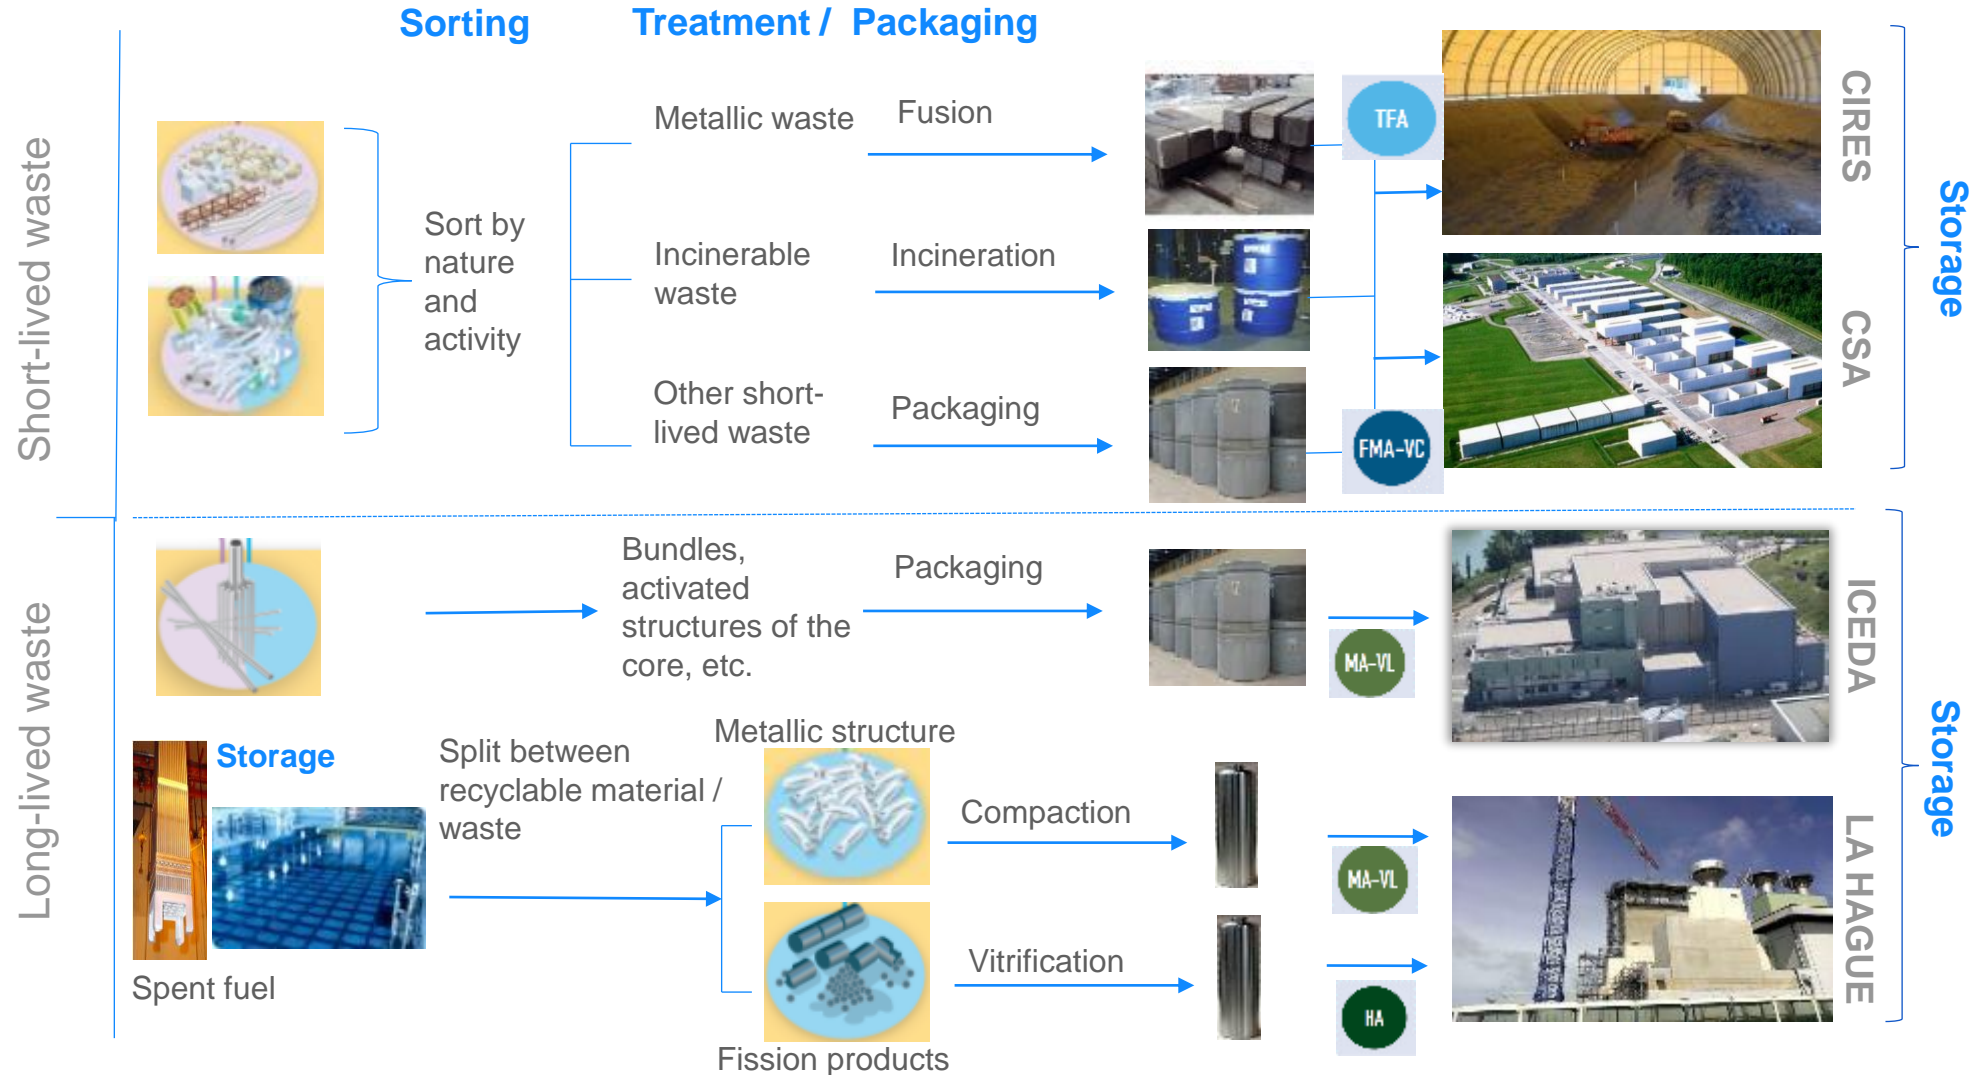 Sorting
Treatment / Packaging
Short-lived waste
Sort by
nature
and
activity
Metallic waste
Fusion
Incinerable
waste
Incineration
Other short-
lived waste
Packaging
TFA
FMA-VC
CIRES
CSA
Storage
Long-lived waste
Bundles,
activated
structures of the
core, etc.
Packaging
MA-VL
ICEDA
Storage
Spent fuel
Split between
recyclable material /
waste
Metallic structure
Compaction
MA-VL
Fission products
Vitrification
HA
LA HAGUE
Storage